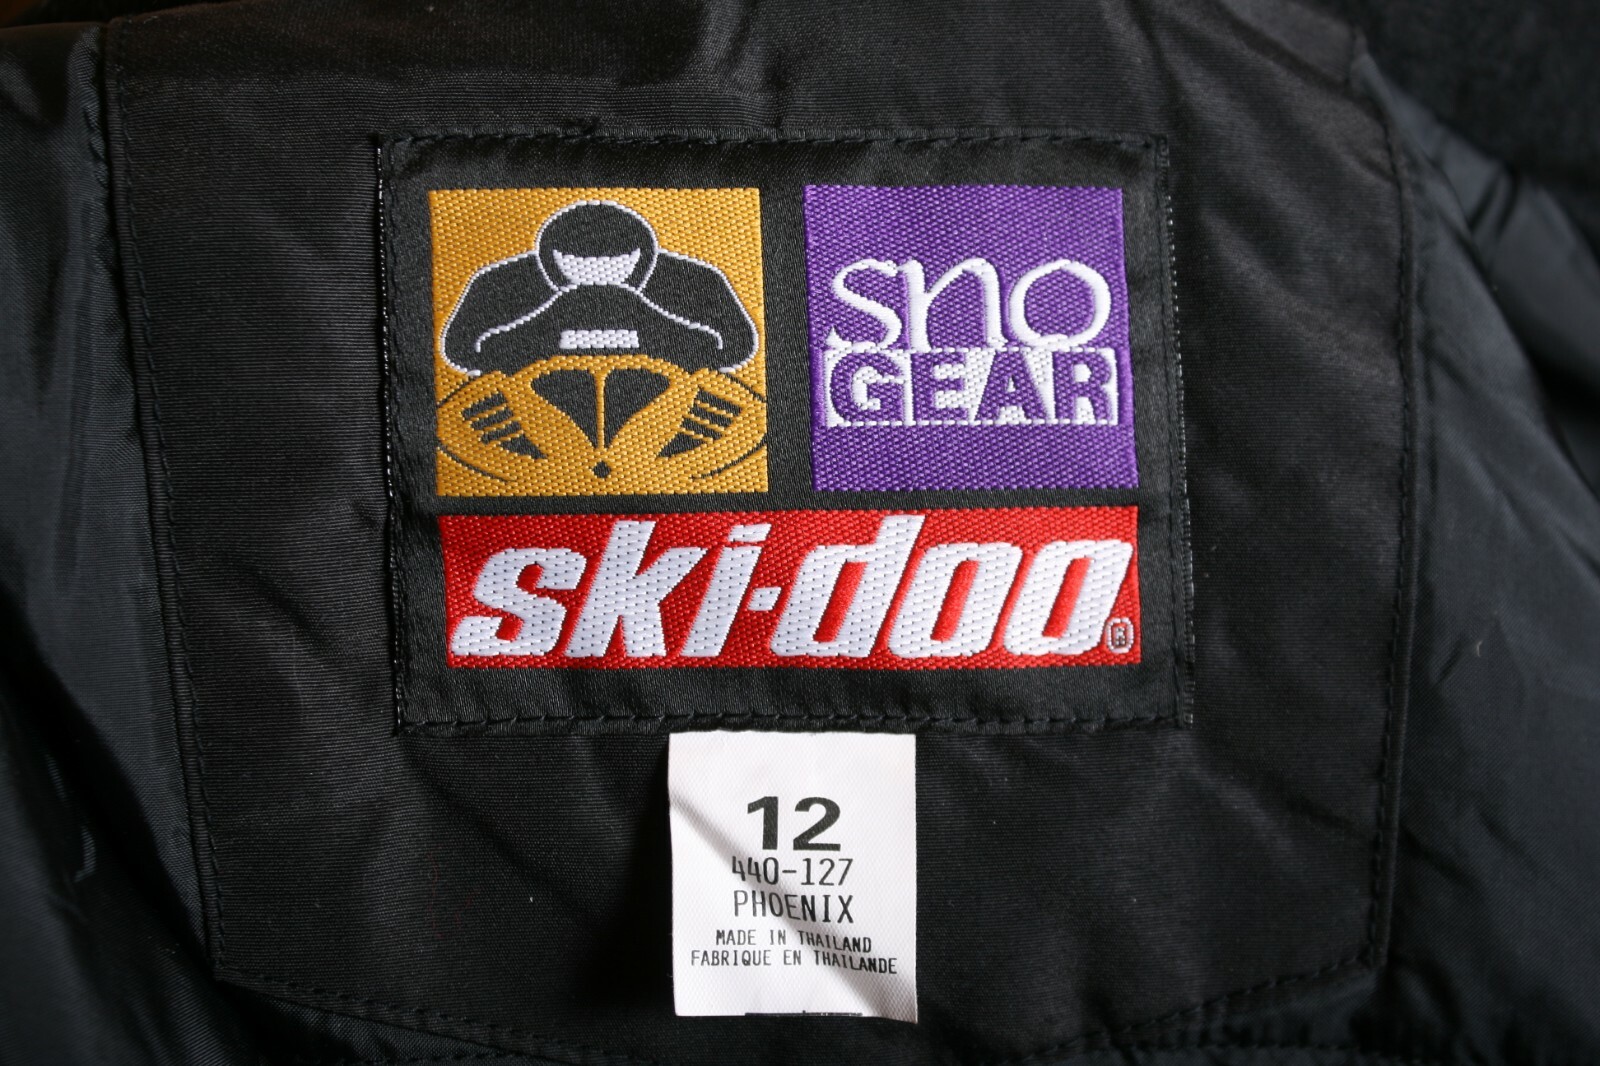 sno
GEAR
ski-doo®
12
440-127
PHOENIX
MADE IN THAILAND
FABRIQUE EN THAILANDE